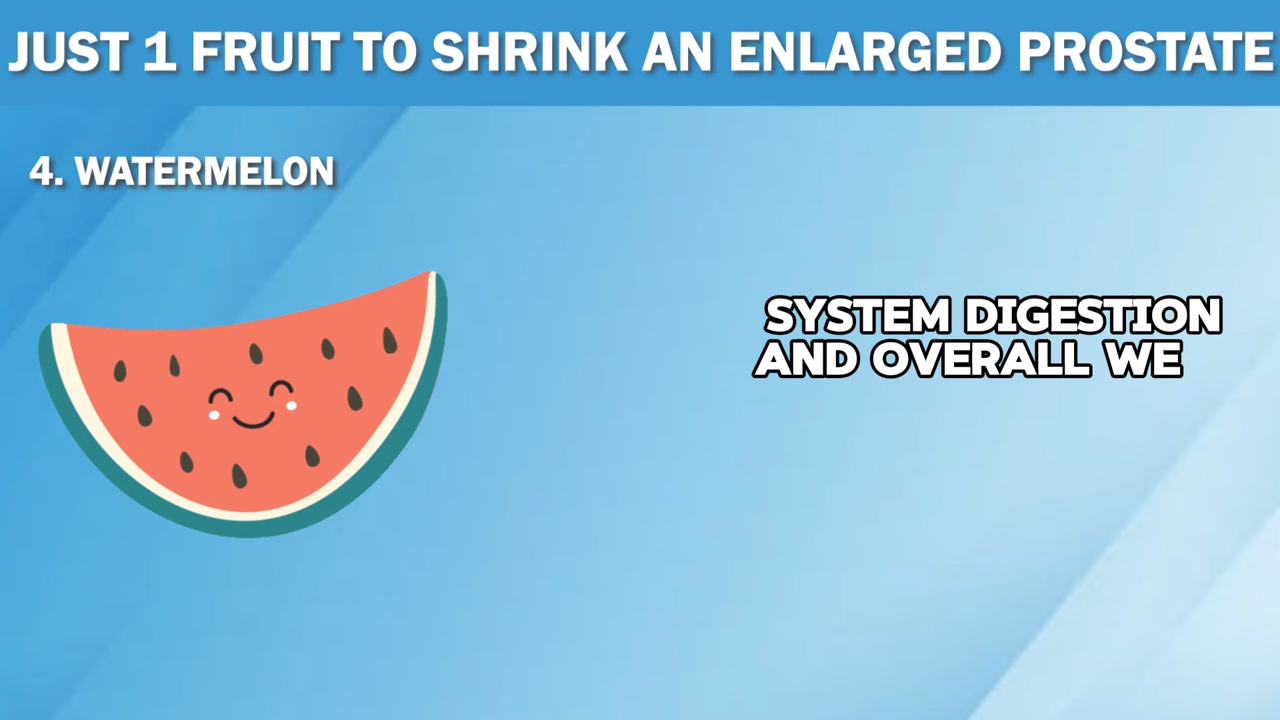 JUST 1 FRUIT TO SHRINK AN ENLARGED PROSTATE
4. WATERMELON
SYSTEM DIGESTION
AND OVERALL WE